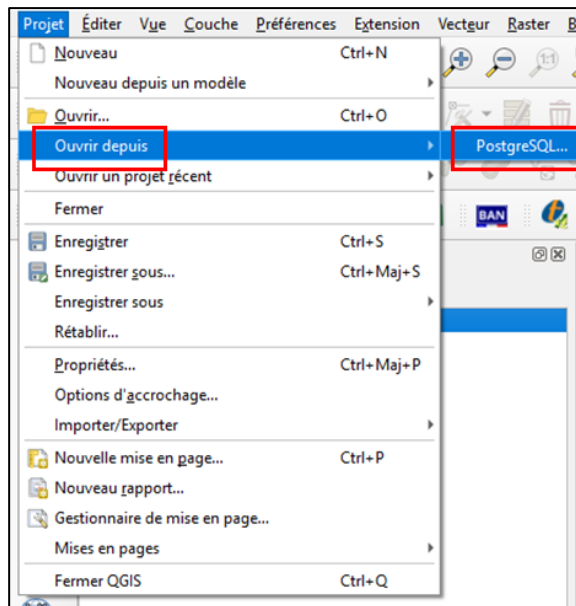 Projet Éditer Vue Couche Préférences Extension Vecteur Raster
Nouveau Ctrl+N
Nouveau depuis un modèle
Ouvrir... Ctrl+O
Ouvrir depuis PostgreSQL...
Ouvrir un projet récent
Fermer
BAN
Enregistrer Ctrl+S
Enregistrer sous... Ctrl+Maj+S
Enregistrer sous
Rétablir...
Propriétés... Ctrl+Maj+P
Options d'accrochage...
Importer/Exporter
Nouvelle mise en page... Ctrl+P
Nouveau rapport...
Gestionnaire de mise en page...
Mises en pages
Fermer QGIS Ctrl+Q